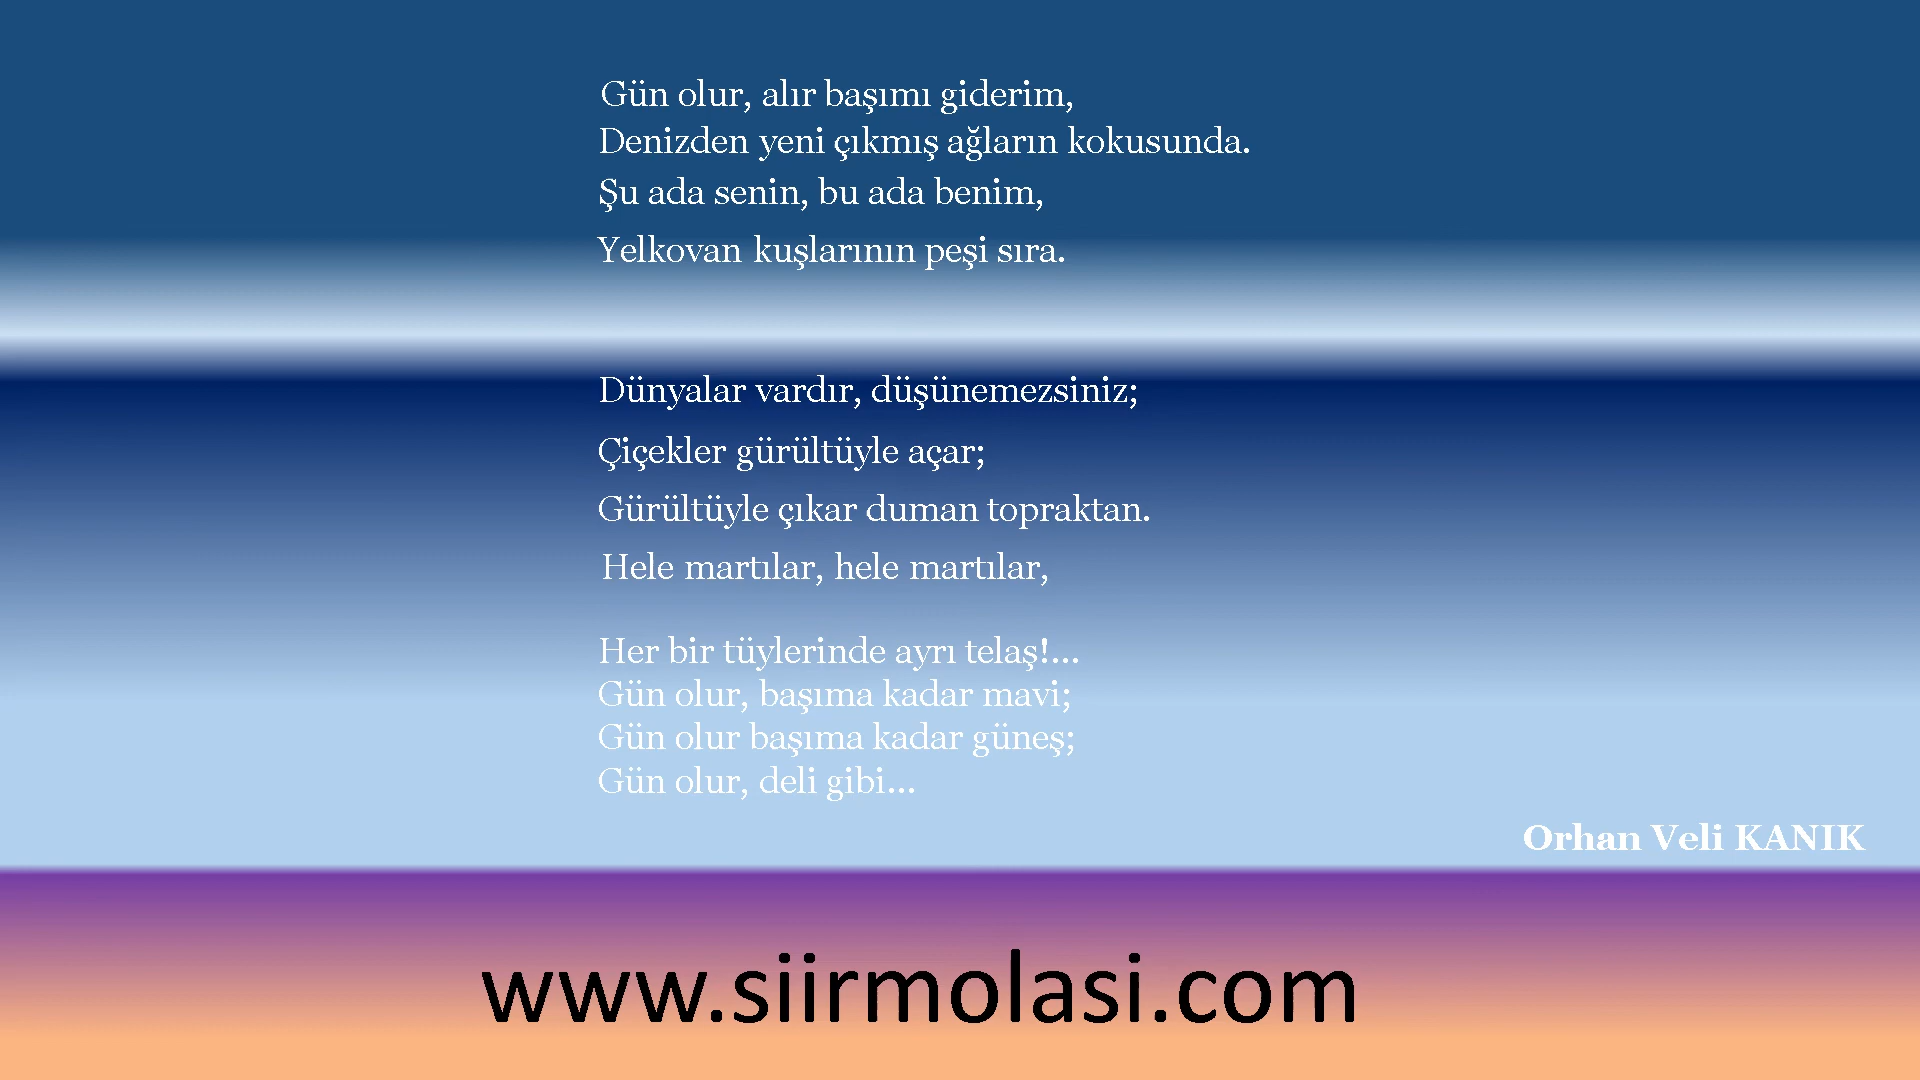 Gün olur, alır başımı giderim,
Denizden yeni çıkmış ağların kokusunda.
Şu ada senin, bu ada benim,
Yelkovan kuşlarının peşi sıra.
Dünyalar vardır, düşünemezsiniz;
Çiçekler gürültüyle açar;
Gürültüyle çıkar duman topraktan.
Hele martılar, hele martılar,
Her bir tüylerinde ayrı telaş!...
Gün olur, başıma kadar mavi;
Gün olur başıma kadar güneş;
Gün olur, deli gibi...
Orhan Veli KANIK
www.siirmolasi.com